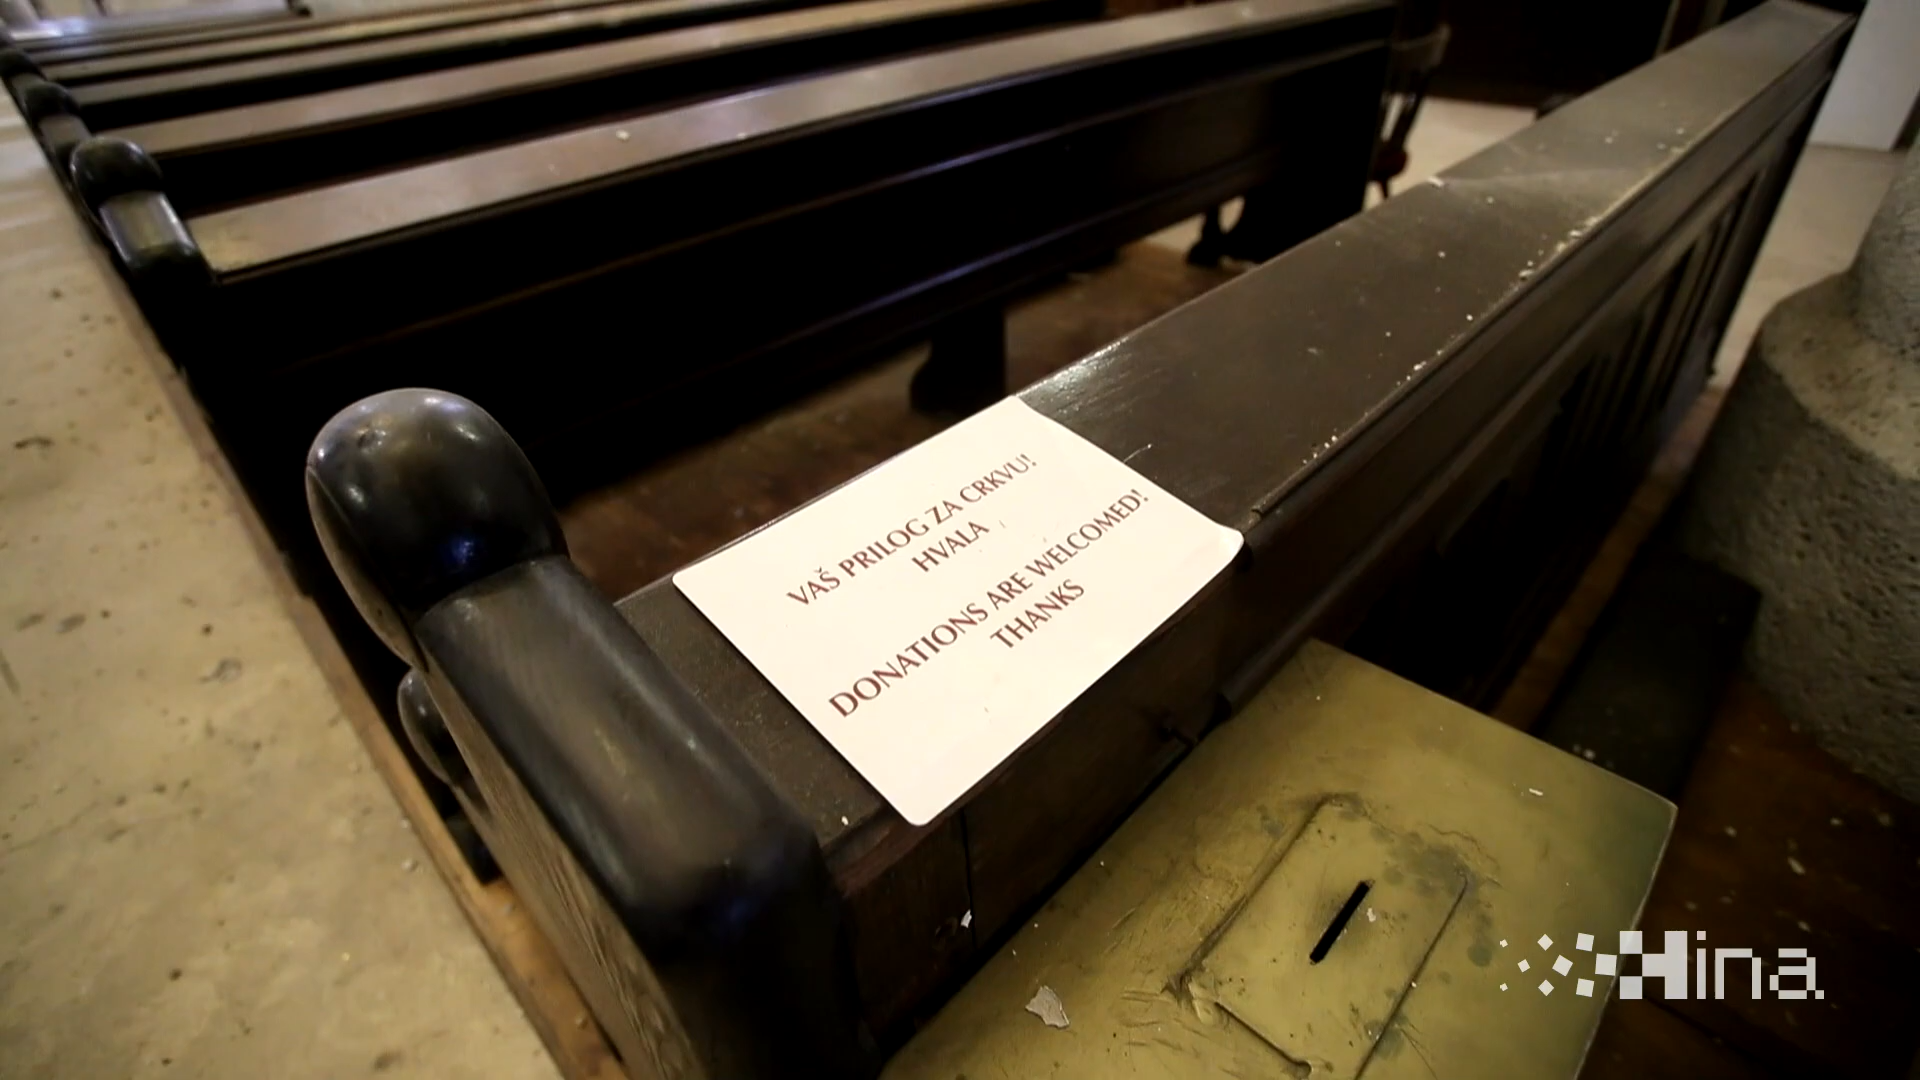 VAŠ PRILOG ZA CRKVU!
HVALA
DONATIONS ARE WELCOMED!
THANKS
Hina